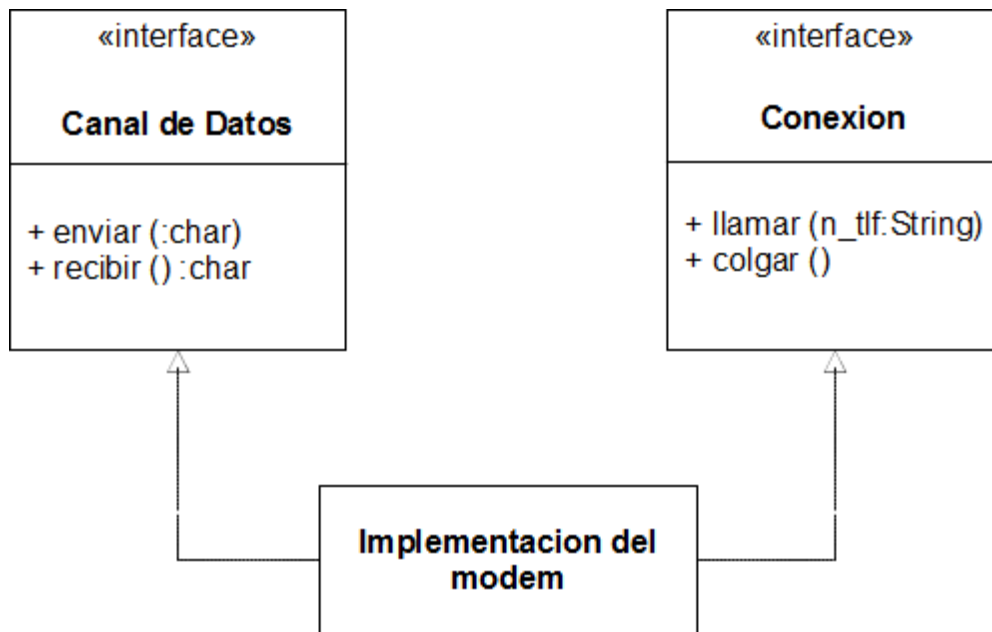 «interface»
Canal de Datos
+ enviar (:char)
+ recibir () :char
«interface»
Conexion
+ llamar (n_tlf:String)
+ colgar ()
Implementacion del
modem